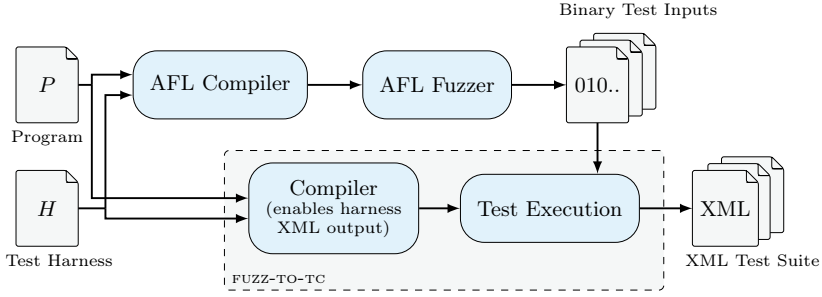 Binary Test Inputs
P
AFL Compiler
AFL Fuzzer
010..
Program
H
Compiler
(enables harness
XML output)
Test Execution
XML
Test Harness
XML Test Suite
FUZZ-TO-TC